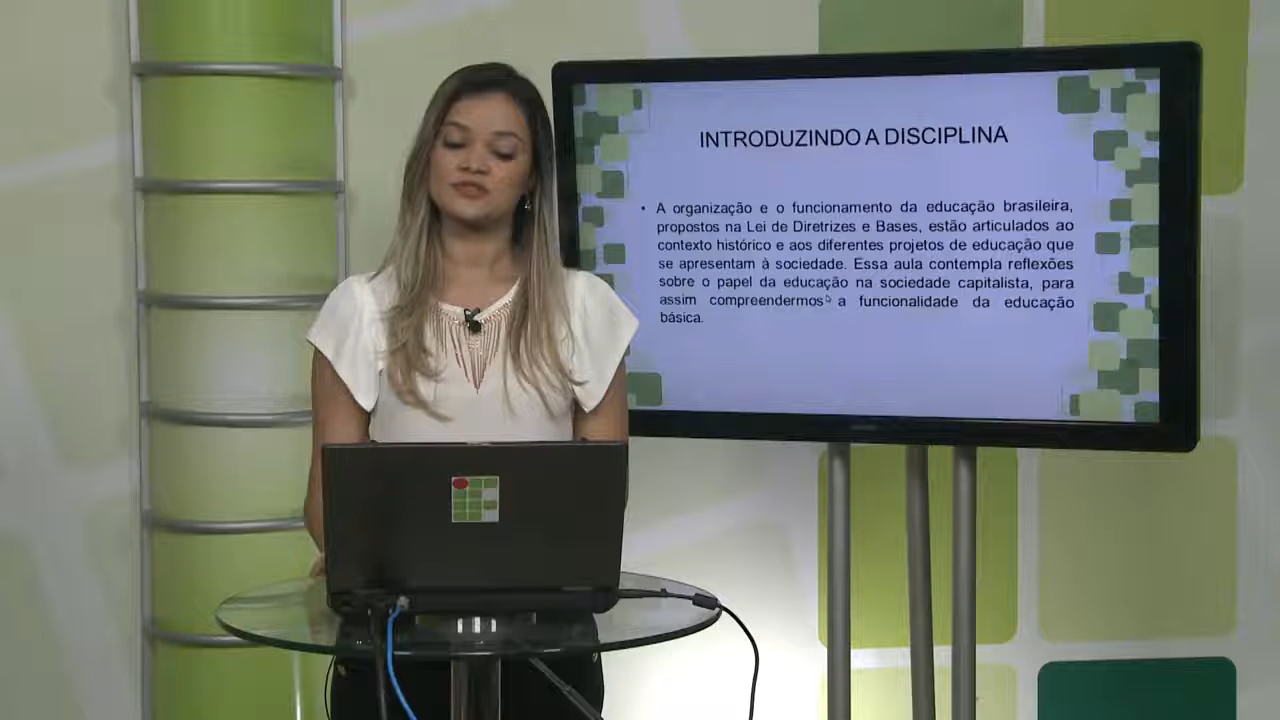 INTRODUZINDO A DISCIPLINA
• A organização e o funcionamento da educação brasileira,
propostos na Lei de Diretrizes e Bases, estão articulados ao
contexto histórico e aos diferentes projetos de educação que
se apresentam à sociedade. Essa aula contempla reflexões
sobre o papel da educação na sociedade capitalista, para
assim compreendermos a funcionalidade da educação
básica.